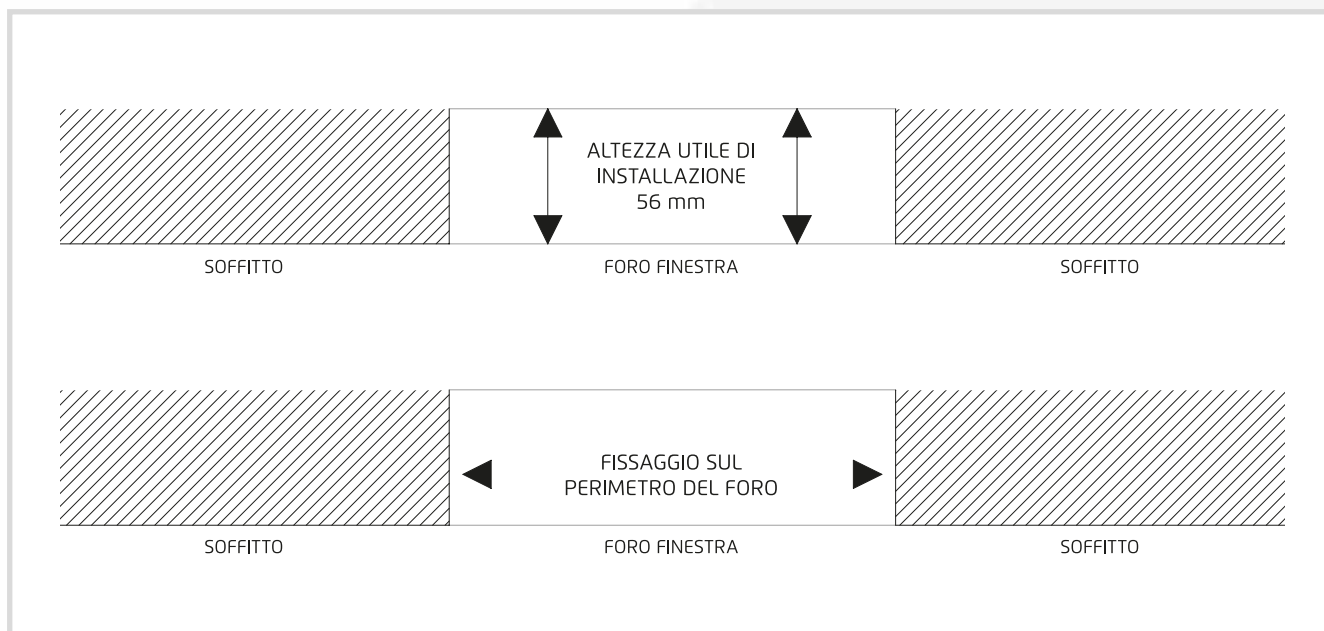 ALTEZZA UTILE DI
INSTALLAZIONE
56 mm
SOFFITTO
FORO FINESTRA
SOFFITTO
FISSAGGIO SUL
PERIMETRO DEL FORO
SOFFITTO
FORO FINESTRA
SOFFITTO